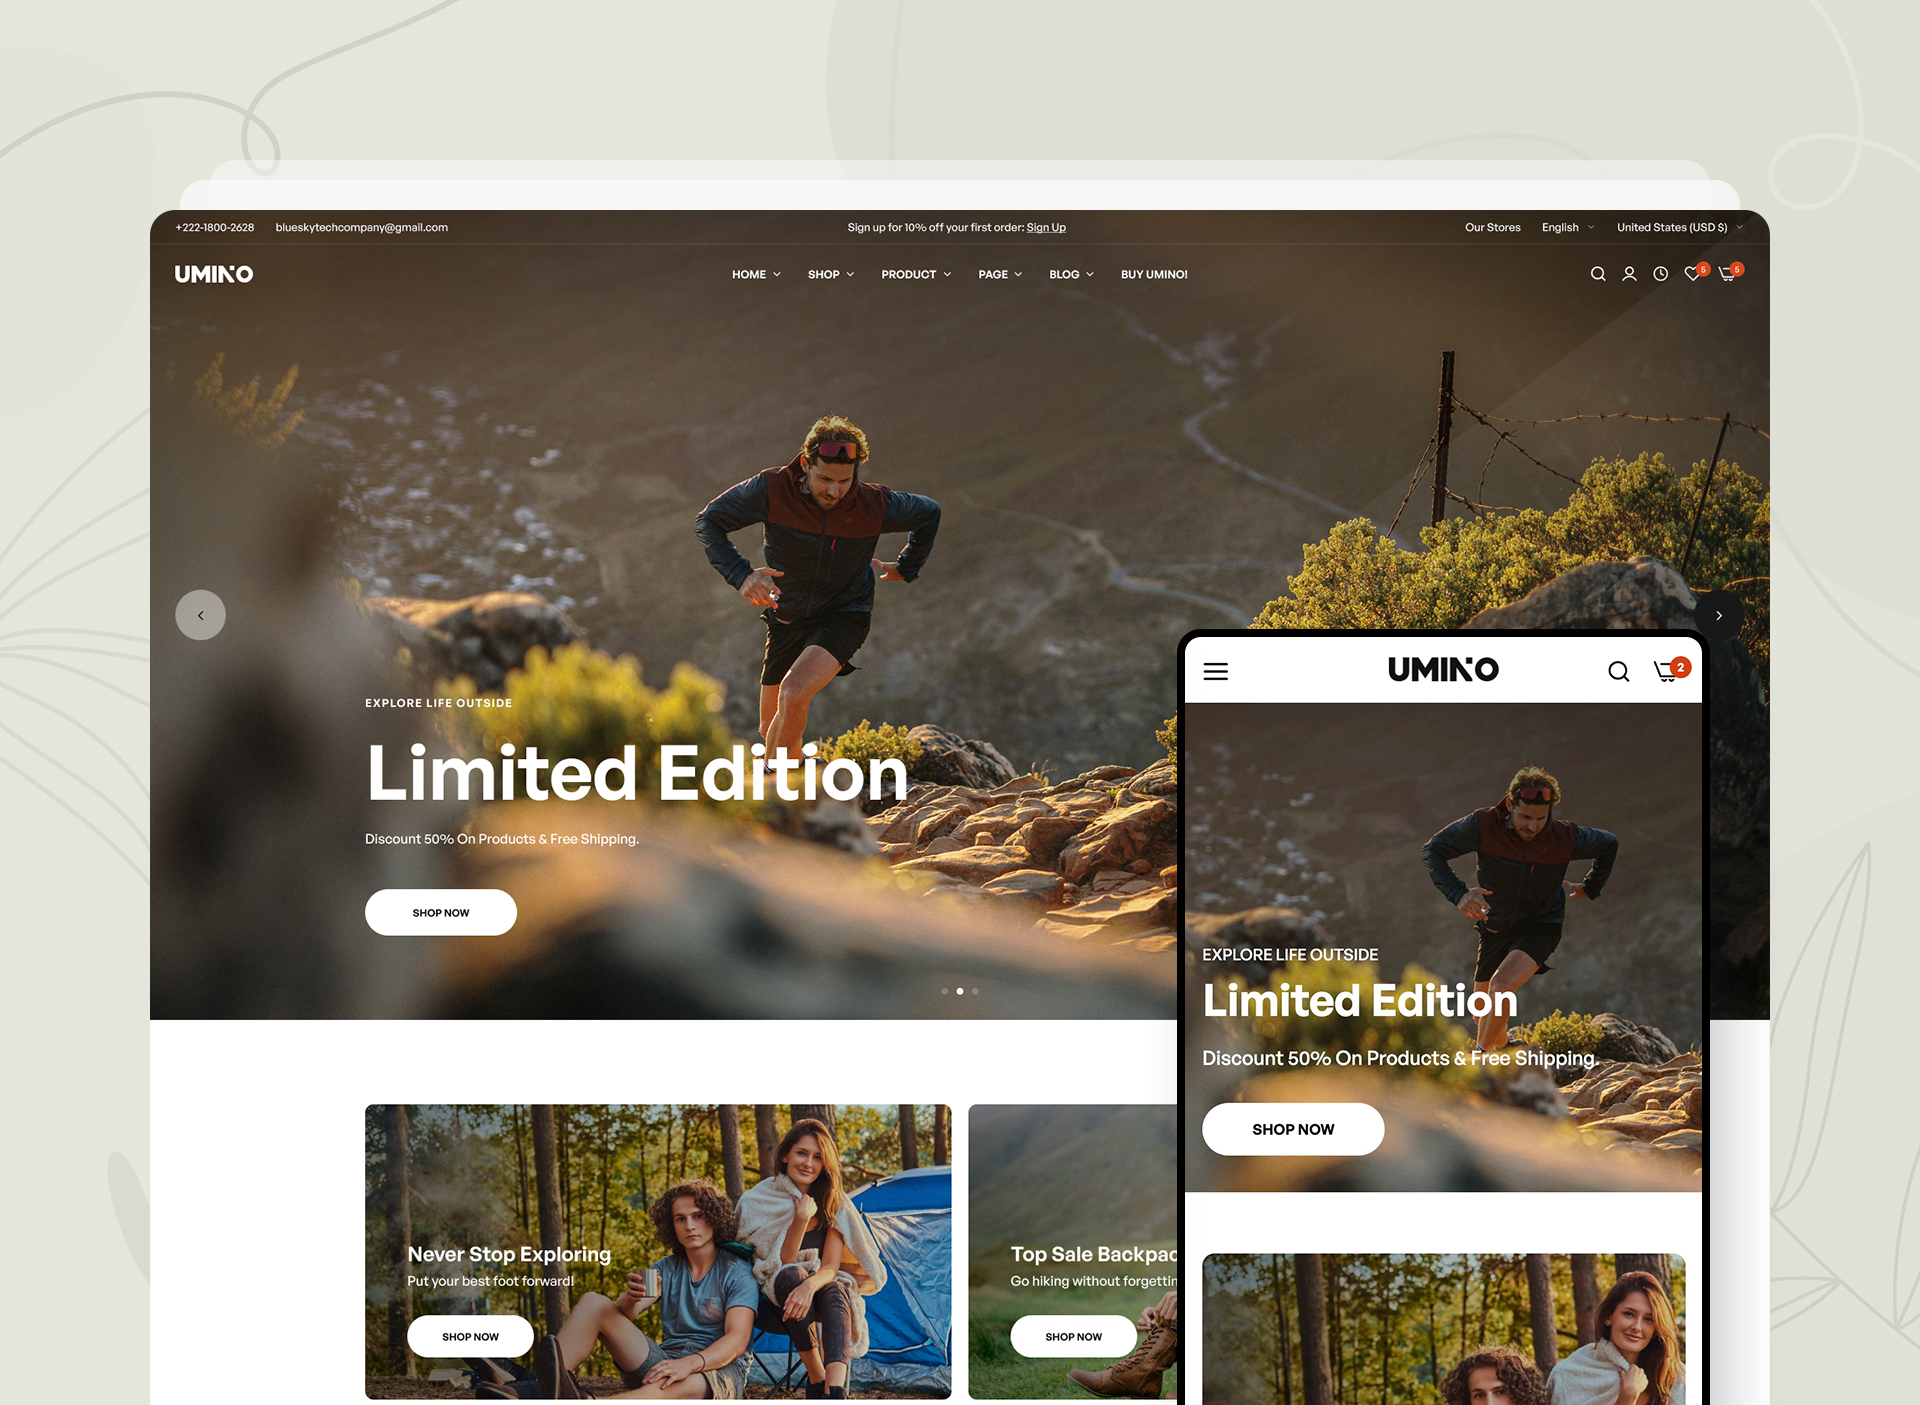 +222-1800-2628 blueskytechcompany@gmail.com Sign up for 10% off your first order: Sign Up Our Stores English United States (USD $)
UMINO HOME SHOP PRODUCT PAGE BLOG BUY UMINO! 5 5
EXPLORE LIFE OUTSIDE
Limited Edition
Discount 50% On Products & Free Shipping.
SHOP NOW
Never Stop Exploring
Put your best foot forward!
SHOP NOW
Top Sale
Go hiking without
SHOP NOW
UMINO 2
EXPLORE LIFE OUTSIDE
Limited Edition
Discount 50% On Products & Free Shipping.
SHOP NOW